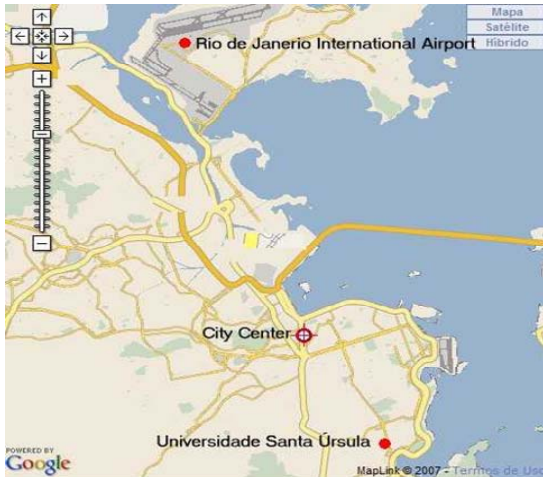 Mapa
Satélite
Híbrido
Rio de Janerio International Airport
City Center
Universidade Santa Úrsula
POWERED BY
Google
MapLink © 2007 - Termos de Uso